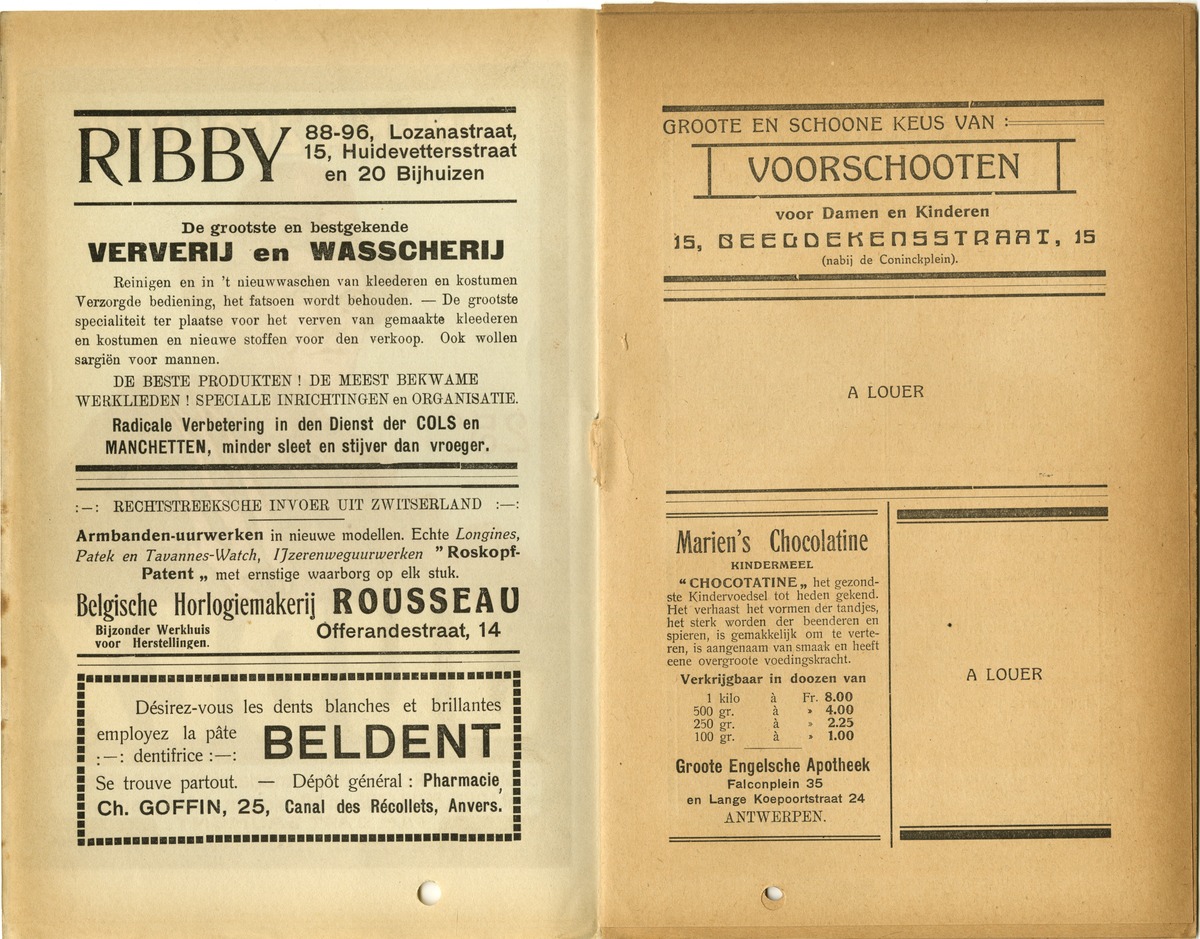 RIBBY
88-96, Lozanastraat,
15, Huidevettersstraat
en 20 Bijhuizen
De grootste en bestgekende
VERVERIJ en WASSCHERIJ
Reinigen en in 't nieuwwaschen van kleederen en kostumen
Verzorgde bediening, het fatsoen wordt behouden. — De grootste
specialiteit ter plaatse voor het verven van gemaakte kleederen
en kostumen en nieuwe stoffen voor den verkoop. Ook wollen
sargiën voor mannen.
DE BESTE PRODUKTEN ! DE MEEST BEKWAME
WERKLIEDEN ! SPECIALE INRICHTINGEN en ORGANISATIE.
Radicale Verbetering in den Dienst der COLS en
MANCHETTEN, minder sleet en stijver dan vroeger.
:–: RECHTSTREEKSCHE INVOER UIT ZWITSERLAND :—:
Armbanden-uurwerken in nieuwe modellen. Echte Longines,
Patek en Tavannes-Watch, IJzerenweguurwerken " Roskopf-
Patent „ met ernstige waarborg op elk stuk.
Belgische Horlogiemakerij ROUSSEAU
Bijzonder Werkhuis
voor Herstellingen.
Offerandestraat, 14
Désirez-vous les dents blanches et brillantes
employez la pâte
:—: dentifrice :—:
BELDENT
Se trouve partout. — Dépôt général : Pharmacie,
Ch. GOFFIN, 25, Canal des Récollets, Anvers.
GROOTE EN SCHOONE KEUS VAN :
VOORSCHOOTEN
voor Damen en Kinderen
15, BEEGDEKENSSTRAAT, 15
(nabij de Coninckplein).
A LOUER
Marien's Chocolatine
KINDERMEEL
" CHOCOTATINE „ het gezond-
ste Kindervoedsel tot heden gekend.
Het verhaast het vormen der tandjes,
het sterk worden der beenderen en
spieren, is gemakkelijk om te verte-
ren, is aangenaam van smaak en heeft
eene overgroote voedingskracht.
Verkrijgbaar in doozen van
1 kilo à Fr. 8.00
500 gr. à » 4.00
250 gr. à » 2.25
100 gr. à » 1.00
Groote Engelsche Apotheek
Falconplein 35
en Lange Koepoortstraat 24
ANTWERPEN.
A LOUER